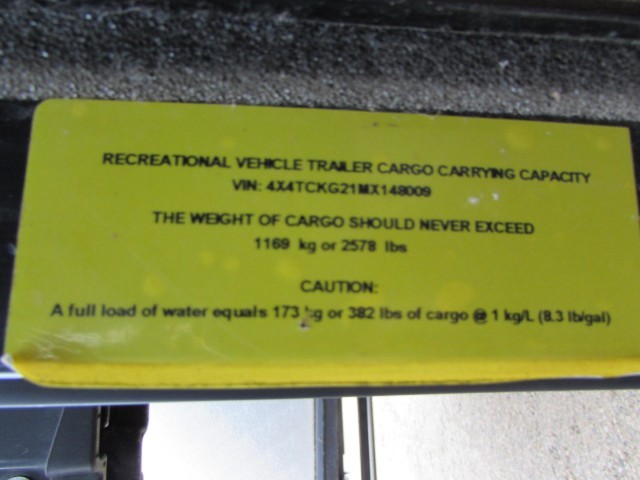 RECREATIONAL VEHICLE TRAILER CARGO CARRYING CAPACITY
VIN: 4X4TCKG21MX148009
THE WEIGHT OF CARGO SHOULD NEVER EXCEED
1169 kg or 2578 lbs
CAUTION:
A full load of water equals 173 kg or 382 lbs of cargo @ 1 kg/L (8.3 lb/gal)